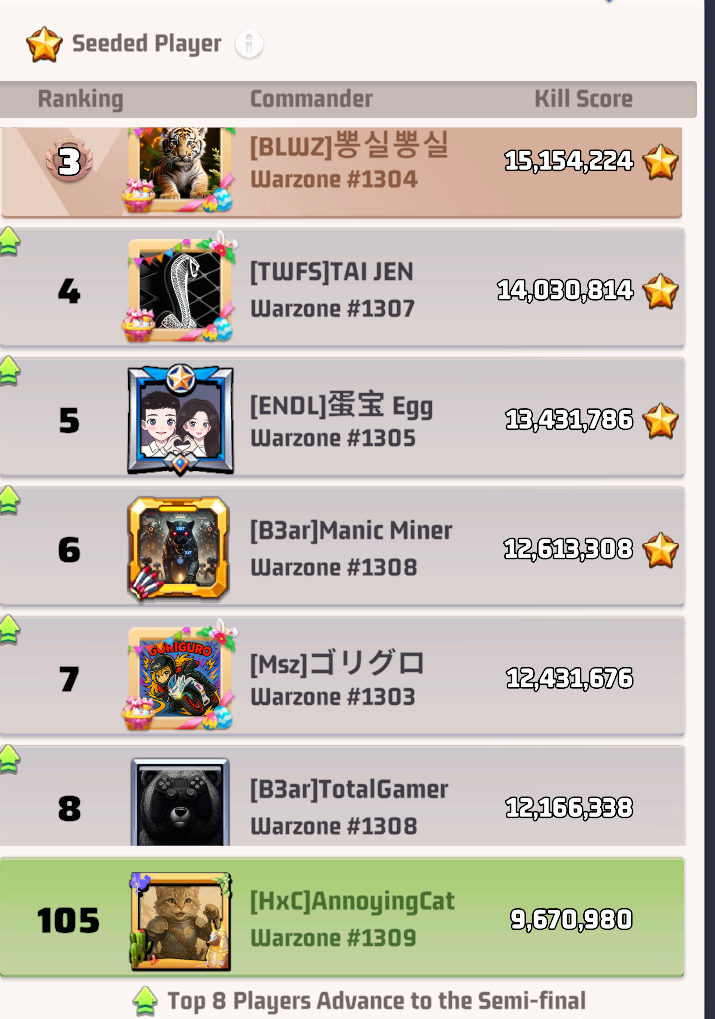 Seeded Player
Ranking Commander Kill Score
3 [BLWZ]뽕실뽕실 15,154,224
Warzone #1304
4 [TWFS]TAI JEN 14,030,814
Warzone #1307
5 [ENDL]蛋宝 Egg 13,431,786
Warzone #1305
6 [B3ar]Manic Miner 12,613,308
Warzone #1308
GORIGURO
7 [Msz]ゴリグロ 12,431,676
Warzone #1303
8 [B3ar]TotalGamer 12,166,338
Warzone #1308
105 [HxC]AnnoyingCat 9,670,980
Warzone #1309
Top 8 Players Advance to the Semi-final